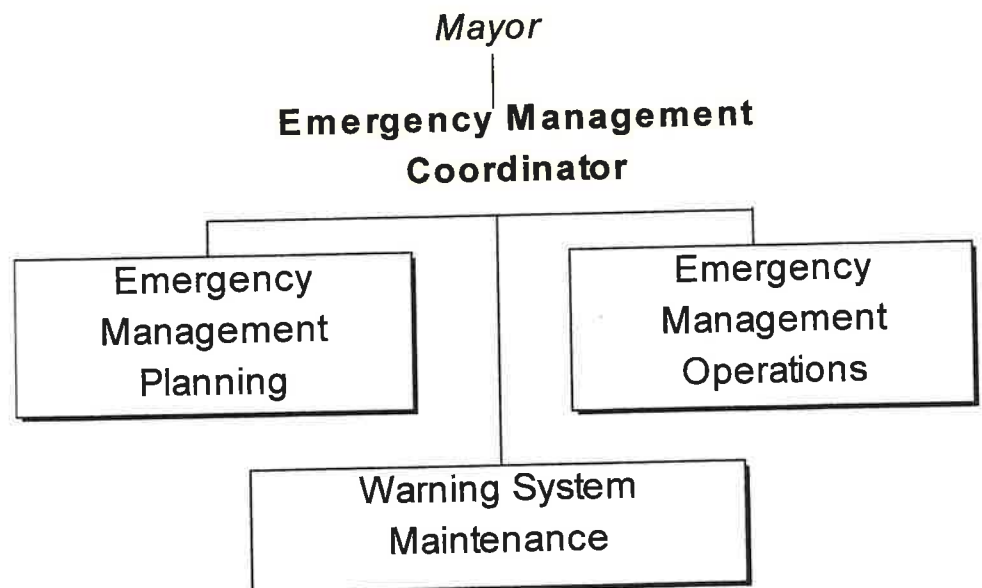 Mayor
Emergency Management
Coordinator
Emergency
Management
Planning
Emergency
Management
Operations
Warning System
Maintenance